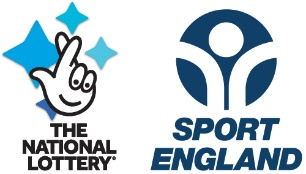 THE
NATIONAL
LOTTERY®
SPORT
ENGLAND